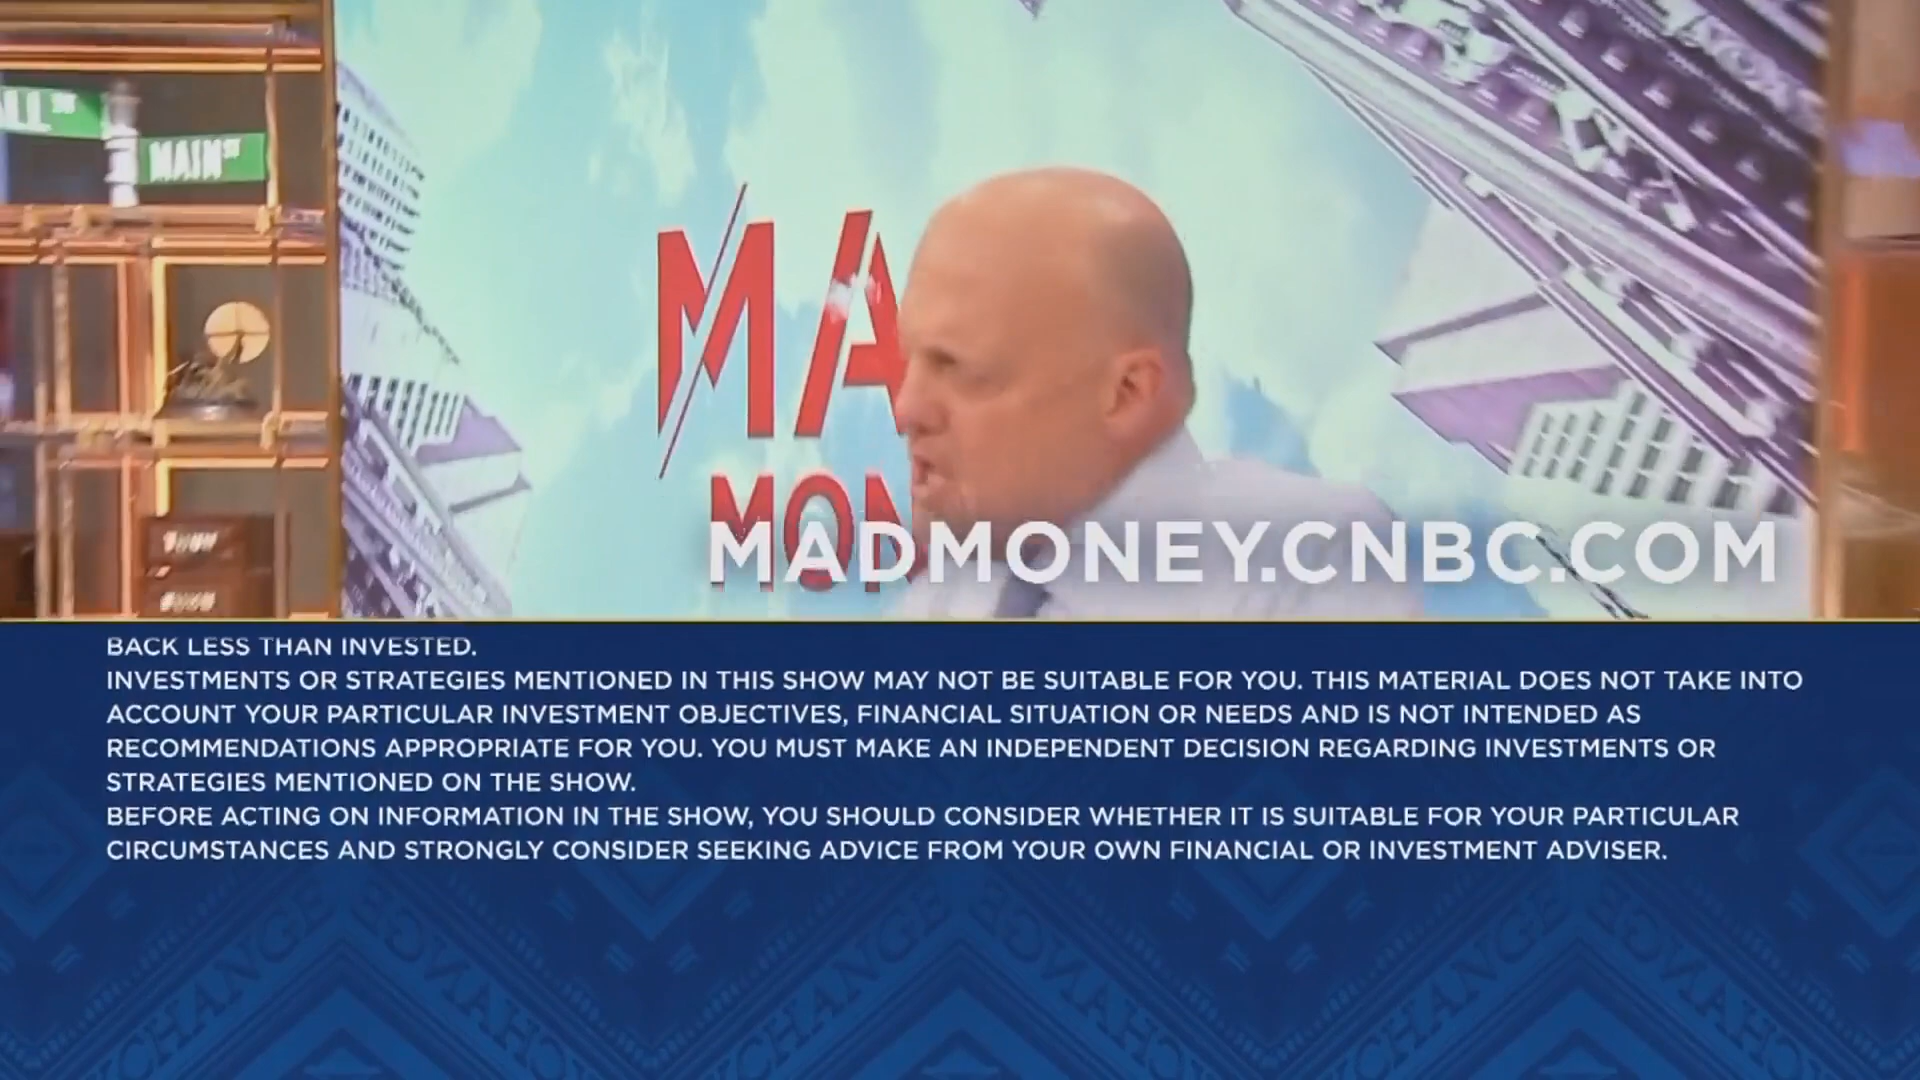 ALL ST
MAIN ST
MA
MON
MADMONEY.CNBC.COM
BACK LESS THAN INVESTED.
INVESTMENTS OR STRATEGIES MENTIONED IN THIS SHOW MAY NOT BE SUITABLE FOR YOU. THIS MATERIAL DOES NOT TAKE INTO
ACCOUNT YOUR PARTICULAR INVESTMENT OBJECTIVES, FINANCIAL SITUATION OR NEEDS AND IS NOT INTENDED AS
RECOMMENDATIONS APPROPRIATE FOR YOU. YOU MUST MAKE AN INDEPENDENT DECISION REGARDING INVESTMENTS OR
STRATEGIES MENTIONED ON THE SHOW.
BEFORE ACTING ON INFORMATION IN THE SHOW, YOU SHOULD CONSIDER WHETHER IT IS SUITABLE FOR YOUR PARTICULAR
CIRCUMSTANCES AND STRONGLY CONSIDER SEEKING ADVICE FROM YOUR OWN FINANCIAL OR INVESTMENT ADVISER.